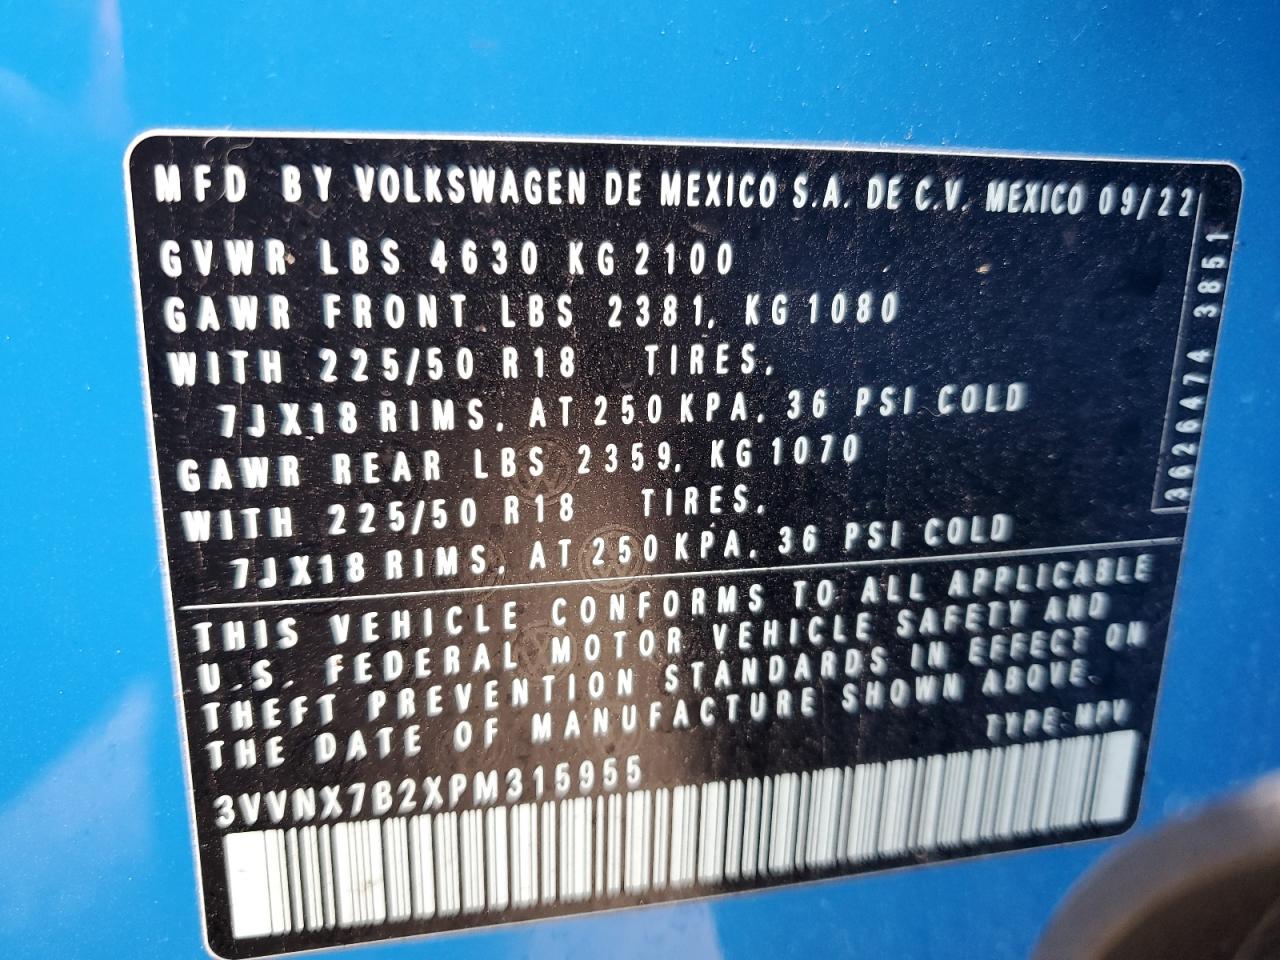 MFD BY VOLKSWAGEN DE MEXICO S.A. DE C.V. MEXICO 09/22
GVWR LBS 4630 KG 2100
GAWR FRONT LBS 2381, KG 1080
WITH 225/50 R18 TIRES,
7JX18 RIMS, AT 250 KPA, 36 PSI COLD
GAWR REAR LBS 2359, KG 1070
WITH 225/50 R18 TIRES,
7JX18 RIMS, AT 250 KPA, 36 PSI COLD
3626474 3851
THIS VEHICLE CONFORMS TO ALL APPLICABLE
U.S. FEDERAL MOTOR VEHICLE SAFETY AND
THEFT PREVENTION STANDARDS IN EFFECT ON
THE DATE OF MANUFACTURE SHOWN ABOVE.
TYPE: MPV
3VVNX7B2XPM315955